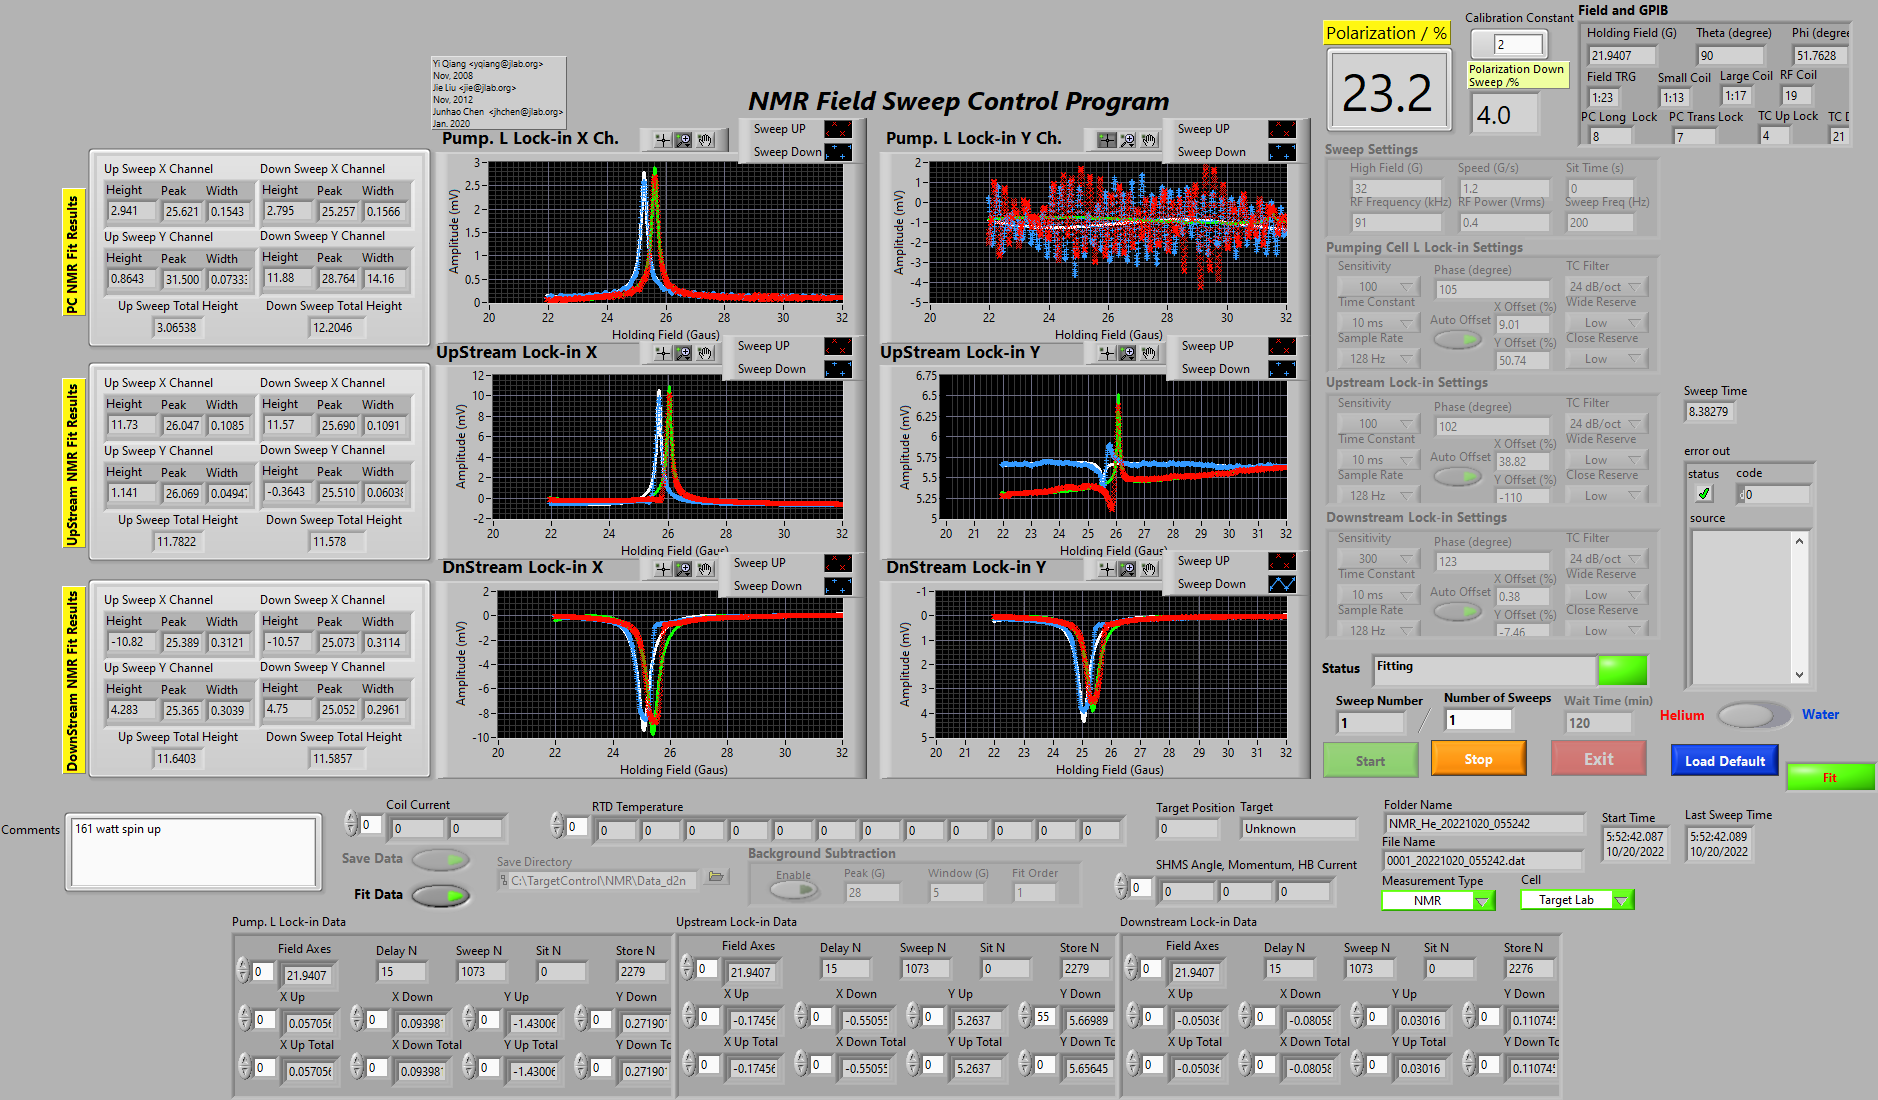 Yi Qiang <yqiang@jlab.org>
Nov, 2008
Jie Liu <jie@jlab.org>
Nov, 2012
Junhao Chen <jhchen@jlab.org>
Jan. 2020
NMR Field Sweep Control Program
Polarization / %
23.2
Calibration Constant
2
Polarization Down
Sweep /%
4.0
Field and GPIB
Holding Field (G) Theta (degree) Phi (degree
21.9407 90 51.7628
Field TRG Small Coil Large Coil RF Coil
1:23 1:13 1:17 19
PC Long Lock PC Trans Lock TC Up Lock TC D
8 7 4 21
PC NMR Fit Results
Up Sweep X Channel Down Sweep X Channel
Height Peak Width Height Peak Width
2.941 25.621 0.1543 2.795 25.257 0.1566
Up Sweep Y Channel Down Sweep Y Channel
Height Peak Width Height Peak Width
0.8643 31.500 0.0733 11.88 28.764 14.16
Up Sweep Total Height Down Sweep Total Height
3.06538 12.2046
UpStream NMR Fit Results
Up Sweep X Channel Down Sweep X Channel
Height Peak Width Height Peak Width
11.73 26.047 0.1085 11.57 25.690 0.1091
Up Sweep Y Channel Down Sweep Y Channel
Height Peak Width Height Peak Width
1.141 26.069 0.0494 -0.3643 25.510 0.0603
Up Sweep Total Height Down Sweep Total Height
11.7822 11.578
DownStream NMR Fit Results
Up Sweep X Channel Down Sweep X Channel
Height Peak Width Height Peak Width
-10.82 25.389 0.3121 -10.57 25.073 0.3114
Up Sweep Y Channel Down Sweep Y Channel
Height Peak Width Height Peak Width
4.283 25.365 0.3039 4.75 25.052 0.2961
Up Sweep Total Height Down Sweep Total Height
11.6403 11.5857
Pump. L Lock-in X Ch.
Sweep UP
Sweep Down
Amplitude (mV)
3
2.5
2
1.5
1
0.5
0
20 22 24 26 28 30 32
Holding Field (Gaus)
Pump. L Lock-in Y Ch.
Sweep UP
Sweep Down
Amplitude (mV)
2
1
0
-1
-2
-3
-4
-5
20 22 24 26 28 30 32
Holding Field (Gaus)
UpStream Lock-in X
Sweep UP
Sweep Down
Amplitude (mV)
12
10
8
6
4
2
0
-2
20 22 24 26 28 30 32
Holding Field (Gaus)
UpStream Lock-in Y
Sweep UP
Sweep Down
Amplitude (mV)
6.75
6.5
6.25
6
5.75
5.5
5.25
5
20 21 22 23 24 25 26 27 28 29 30 31 32
Holding Field (Gaus)
DnStream Lock-in X
Sweep UP
Sweep Down
Amplitude (mV)
2
0
-2
-4
-6
-8
-10
20 22 24 26 28 30 32
Holding Field (Gaus)
DnStream Lock-in Y
Sweep UP
Sweep Down
Amplitude (mV)
-1
0
1
2
3
4
5
20 21 22 23 24 25 26 27 28 29 30 31 32
Holding Field (Gaus)
Sweep Settings
High Field (G) Speed (G/s) Sit Time (s)
32 1.2 0
RF Frequency (kHz) RF Power (Vrms) Sweep Freq (Hz)
91 0.4 200
Pumping Cell L Lock-in Settings
Sensitivity Phase (degree) TC Filter
100 105 24 dB/oct
Time Constant X Offset (%) Wide Reserve
10 ms Auto Offset 9.01 Low
Sample Rate Y Offset (%) Close Reserve
128 Hz 50.74 Low
Upstream Lock-in Settings
Sensitivity Phase (degree) TC Filter
100 102 24 dB/oct
Time Constant X Offset (%) Wide Reserve
10 ms Auto Offset 38.82 Low
Sample Rate Y Offset (%) Close Reserve
128 Hz -110 Low
Downstream Lock-in Settings
Sensitivity Phase (degree) TC Filter
300 123 24 dB/oct
Time Constant X Offset (%) Wide Reserve
10 ms Auto Offset 0.38 Low
Sample Rate Y Offset (%) Close Reserve
128 Hz -7.46 Low
Sweep Time
8.38279
error out
status code
0
source
Status Fitting
Sweep Number Number of Sweeps Wait Time (min)
1 / 1 120
Helium Water
Start Stop Exit Load Default Fit
Comments 161 watt spin up
Coil Current
0 0 0
Save Data
Fit Data
RTD Temperature
0 0 0 0 0 0 0 0 0 0 0 0 0
Save Directory
C:\TargetControl\NMR\Data_d2n
Background Subtraction
Enable Peak (G) Window (G) Fit Order
28 5 1
Target Position Target
0 Unknown
SHMS Angle, Momentum, HB Current
0 0 0 0
Folder Name
NMR_He_20221020_055242
File Name
0001_20221020_055242.dat
Measurement Type Cell
NMR Target Lab
Start Time Last Sweep Time
5:52:42.087 5:52:42.089
10/20/2022 10/20/2022
Pump. L Lock-in Data
Field Axes Delay N Sweep N Sit N Store N
0 21.9407 15 1073 0 2279
X Up X Down Y Up Y Down
0 0.05705 0 0.09398 0 -1.43006 0 0.27190
X Up Total X Down Total Y Up Total Y Down Tc
0 0.05705 0 0.09398 0 -1.43006 0 0.27190
Upstream Lock-in Data
Field Axes Delay N Sweep N Sit N Store N
0 21.9407 15 1073 0 2279
X Up X Down Y Up Y Down
0 -0.17456 0 -0.55055 0 5.2637 55 5.66989
X Up Total X Down Total Y Up Total Y Down Tc
0 -0.17456 0 -0.55055 0 5.2637 0 5.65645
Downstream Lock-in Data
Field Axes Delay N Sweep N Sit N Store N
0 21.9407 15 1073 0 2276
X Up X Down Y Up Y Down
0 -0.05036 0 -0.08058 0 0.03016 0 0.11074
X Up Total X Down Total Y Up Total Y Down Tc
0 -0.05036 0 -0.08058 0 0.03016 0 0.11074